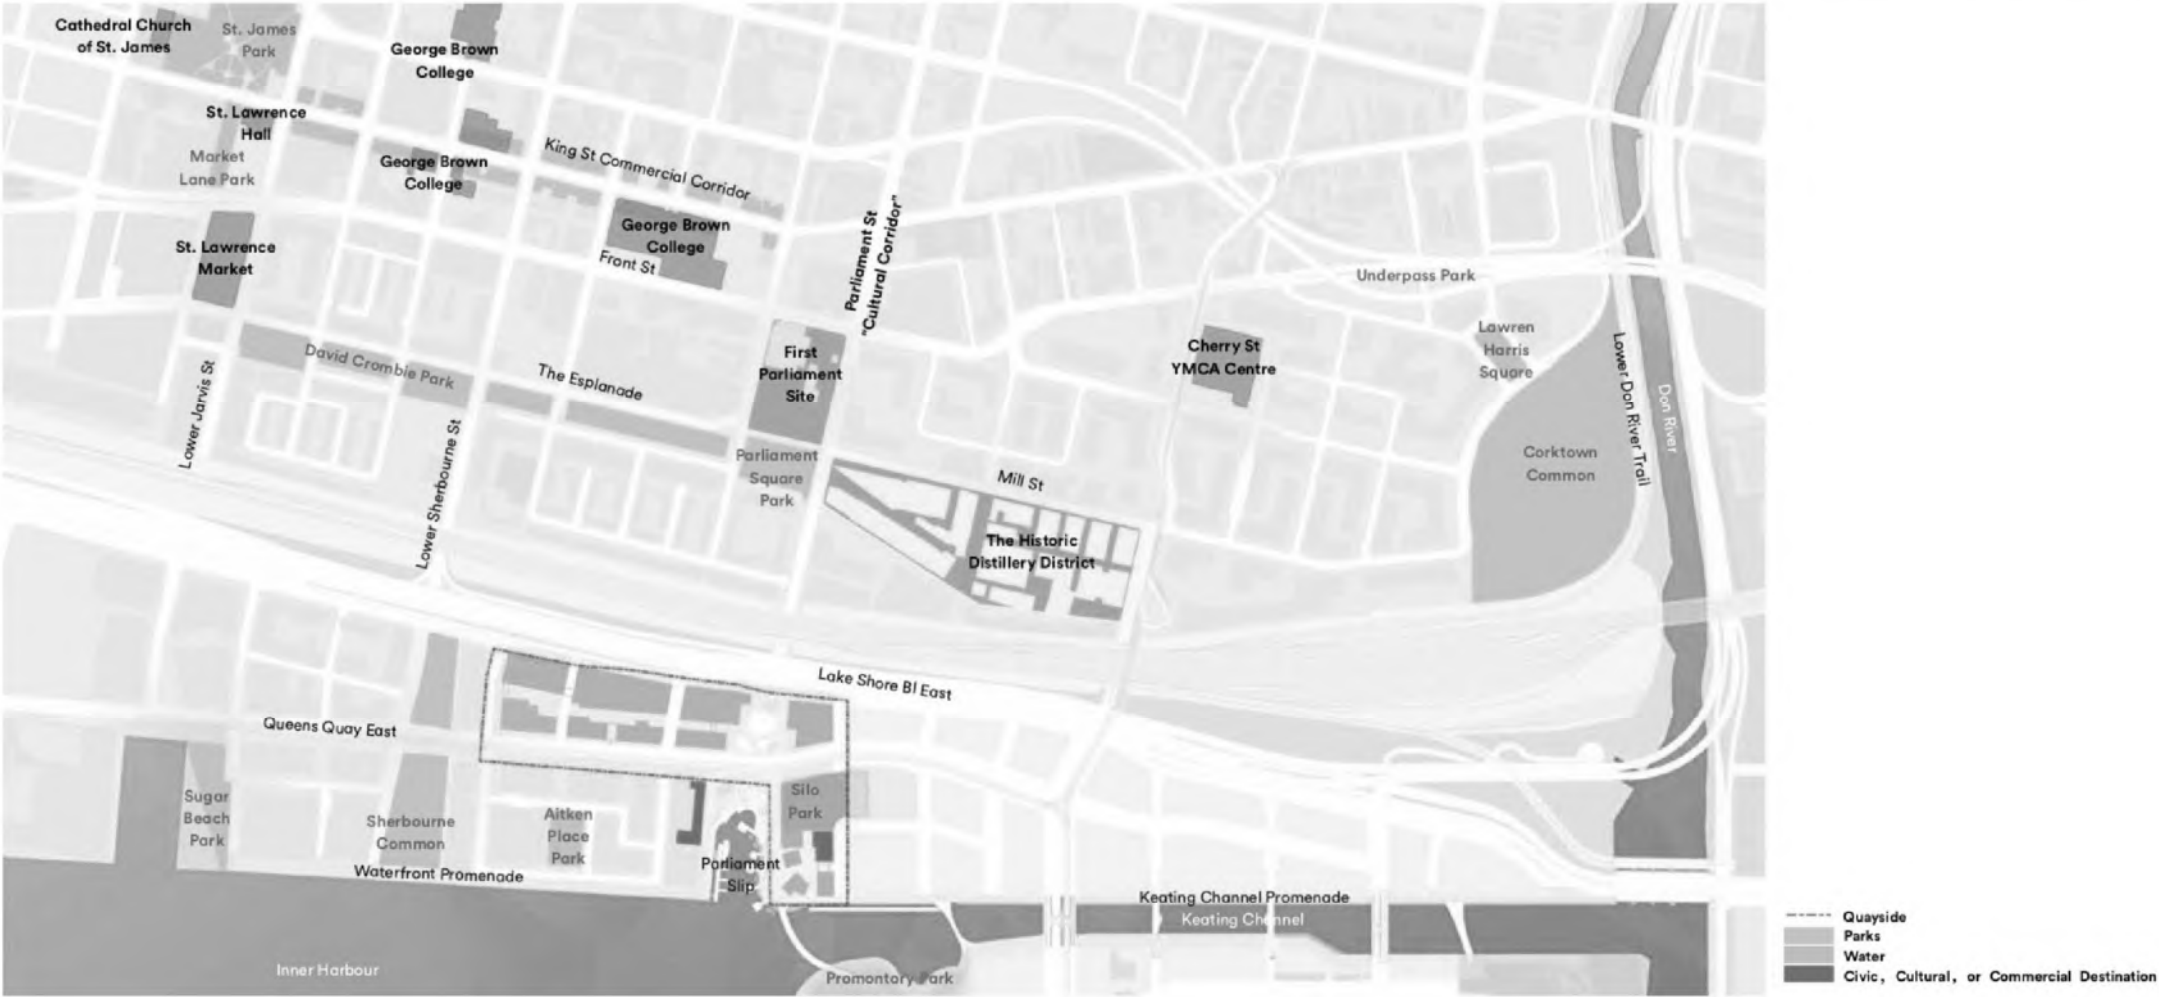 Cathedral Church
of St. James
St. James
Park
George Brown
College
St. Lawrence
Hall
Market
Lane Park
George Brown
College
King St Commercial Corridor
George Brown
College
Front St
Parliament St
"Cultural Corridor"
St. Lawrence
Market
Underpass Park
David Crombie Park
The Esplanade
First
Parliament
Site
Cherry St
YMCA Centre
Lawren
Harris
Square
Lower Don River Trail
Don River
Lower Jarvis St
Lower Sherbourne St
Parliament
Square
Park
Mill St
Corktown
Common
The Historic
Distillery District
Lake Shore Bl East
Queens Quay East
Sugar
Beach
Park
Sherbourne
Common
Aitken
Place
Park
Silo
Park
Parliament
Slip
Waterfront Promenade
Keating Channel Promenade
Keating Channel
Inner Harbour
Promontory Park
Quayside
Parks
Water
Civic, Cultural, or Commercial Destination